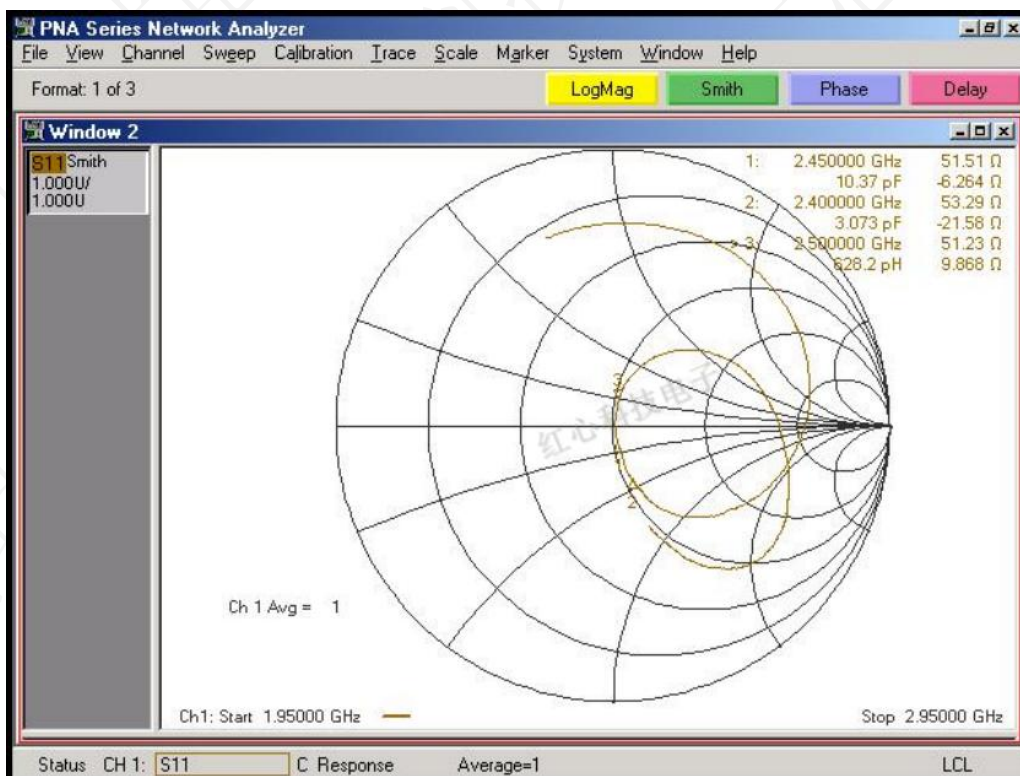 PNA Series Network Analyzer
File View Channel Sweep Calibration Trace Scale Marker System Window Help
Format: 1 of 3 LogMag Smith Phase Delay
Window 2
S11 Smith
1.000U/
1.000U
1: 2.450000 GHz 51.51 Ω
10.37 pF -6.264 Ω
2: 2.400000 GHz 53.29 Ω
3.073 pF -21.58 Ω
> 3: 2.500000 GHz 51.23 Ω
628.2 pH 9.868 Ω
3
红心科技电子
2
Ch 1 Avg = 1
Ch1: Start 1.95000 GHz Stop 2.95000 GHz
Status CH 1: S11 C Response Average=1 LCL